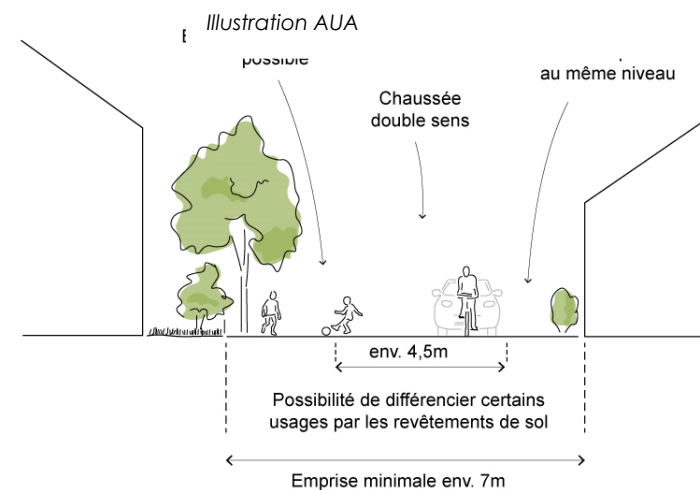 Illustration AUA
possible
au même niveau
Chaussée
double sens
env. 4,5m
Possibilité de différencier certains
usages par les revêtements de sol
Emprise minimale env. 7m